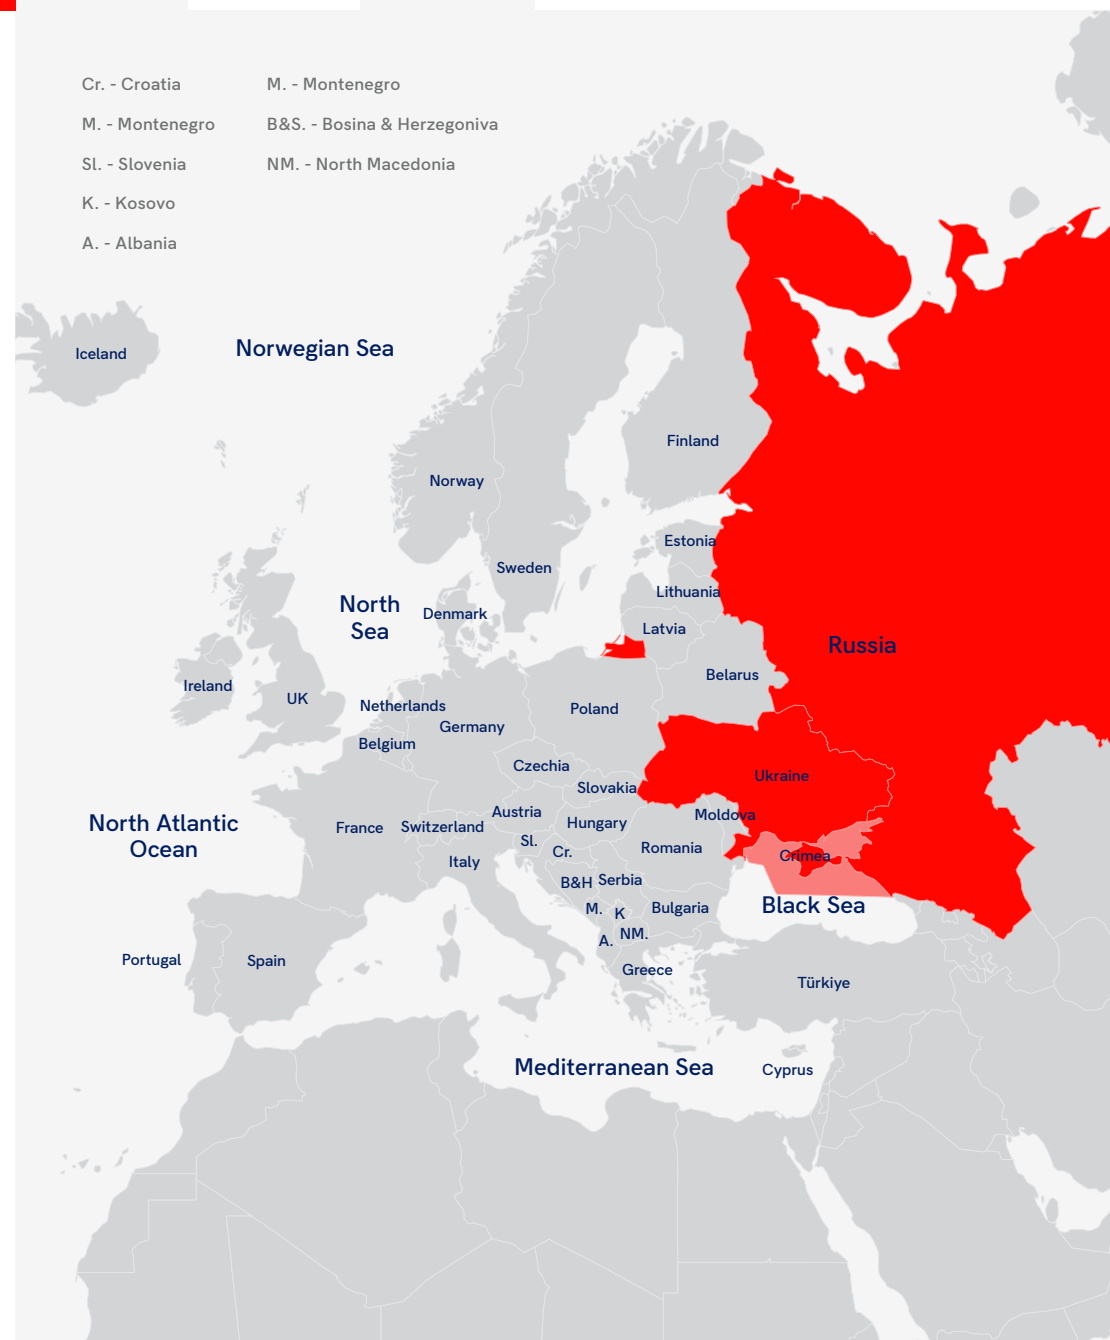 Cr. - Croatia
M. - Montenegro
Sl. - Slovenia
K. - Kosovo
A. - Albania
M. - Montenegro
B&S. - Bosina & Herzegoniva
NM. - North Macedonia
Iceland
Norwegian Sea
Finland
Norway
Estonia
Sweden
Lithuania
North
Sea
Denmark
Latvia
Russia
Belarus
Ireland
UK
Netherlands
Poland
Germany
Belgium
Czechia
Ukraine
Slovakia
Austria
Moldova
North Atlantic
Ocean
France
Switzerland
Hungary
Sl.
Cr.
Romania
Crimea
Italy
B&H
Serbia
M.
K
Bulgaria
Black Sea
A.
NM.
Portugal
Spain
Greece
Türkiye
Mediterranean Sea
Cyprus